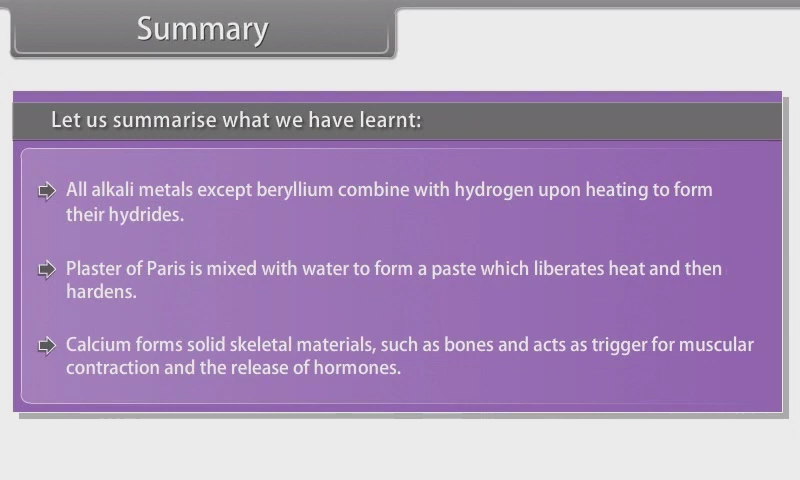 Summary
Let us summarise what we have learnt:
All alkali metals except beryllium combine with hydrogen upon heating to form
their hydrides.
Plaster of Paris is mixed with water to form a paste which liberates heat and then
hardens.
Calcium forms solid skeletal materials, such as bones and acts as trigger for muscular
contraction and the release of hormones.